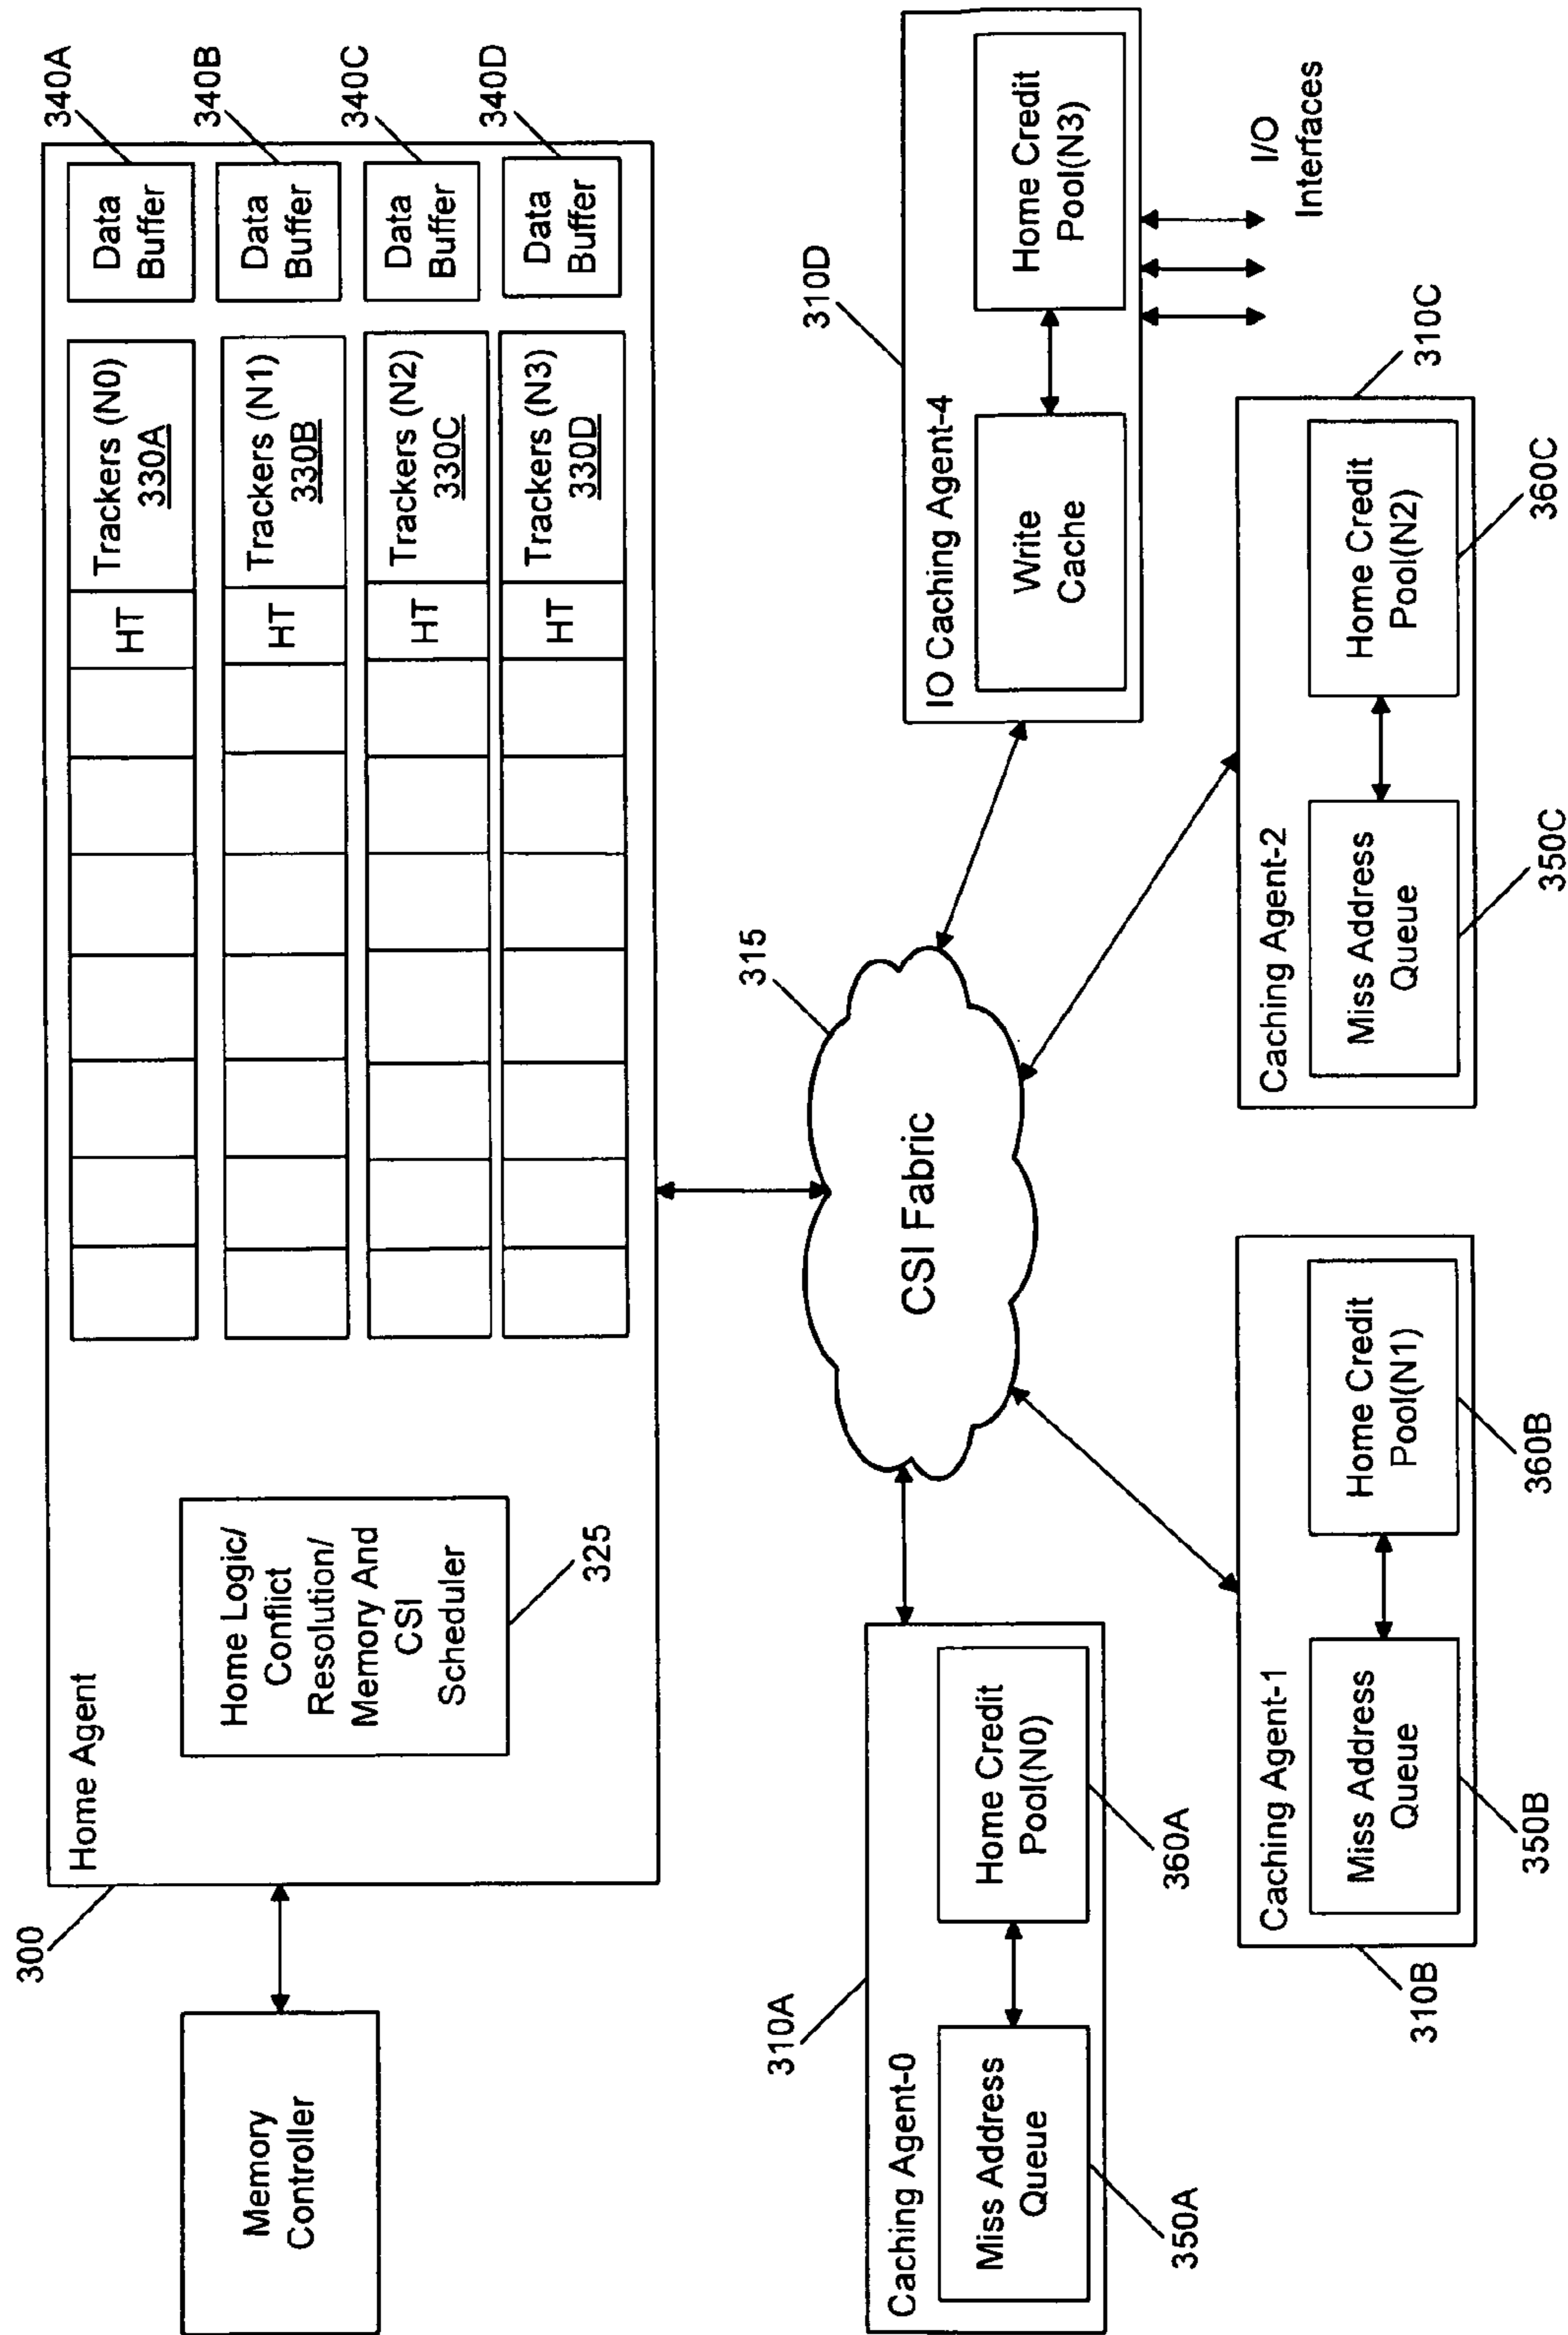 300
Memory
Controller
Home Agent
Home Logic/
Conflict
Resolution/
Memory And
CSI
Scheduler
325
HT
Trackers (N0)
330A
Data
Buffer
340A
HT
Trackers (N1)
330B
Data
Buffer
340B
HT
Trackers (N2)
330C
Data
Buffer
340C
HT
Trackers (N3)
330D
Data
Buffer
340D
315
CSI Fabric
310A
Caching Agent-0
Miss Address
Queue
350A
Home Credit
Pool(N0)
360A
310D
IO Caching Agent-4
Write
Cache
Home Credit
Pool(N3)
I/O
Interfaces
310B
Caching Agent-1
Miss Address
Queue
350B
Home Credit
Pool(N1)
360B
310C
Caching Agent-2
Miss Address
Queue
350C
Home Credit
Pool(N2)
360C